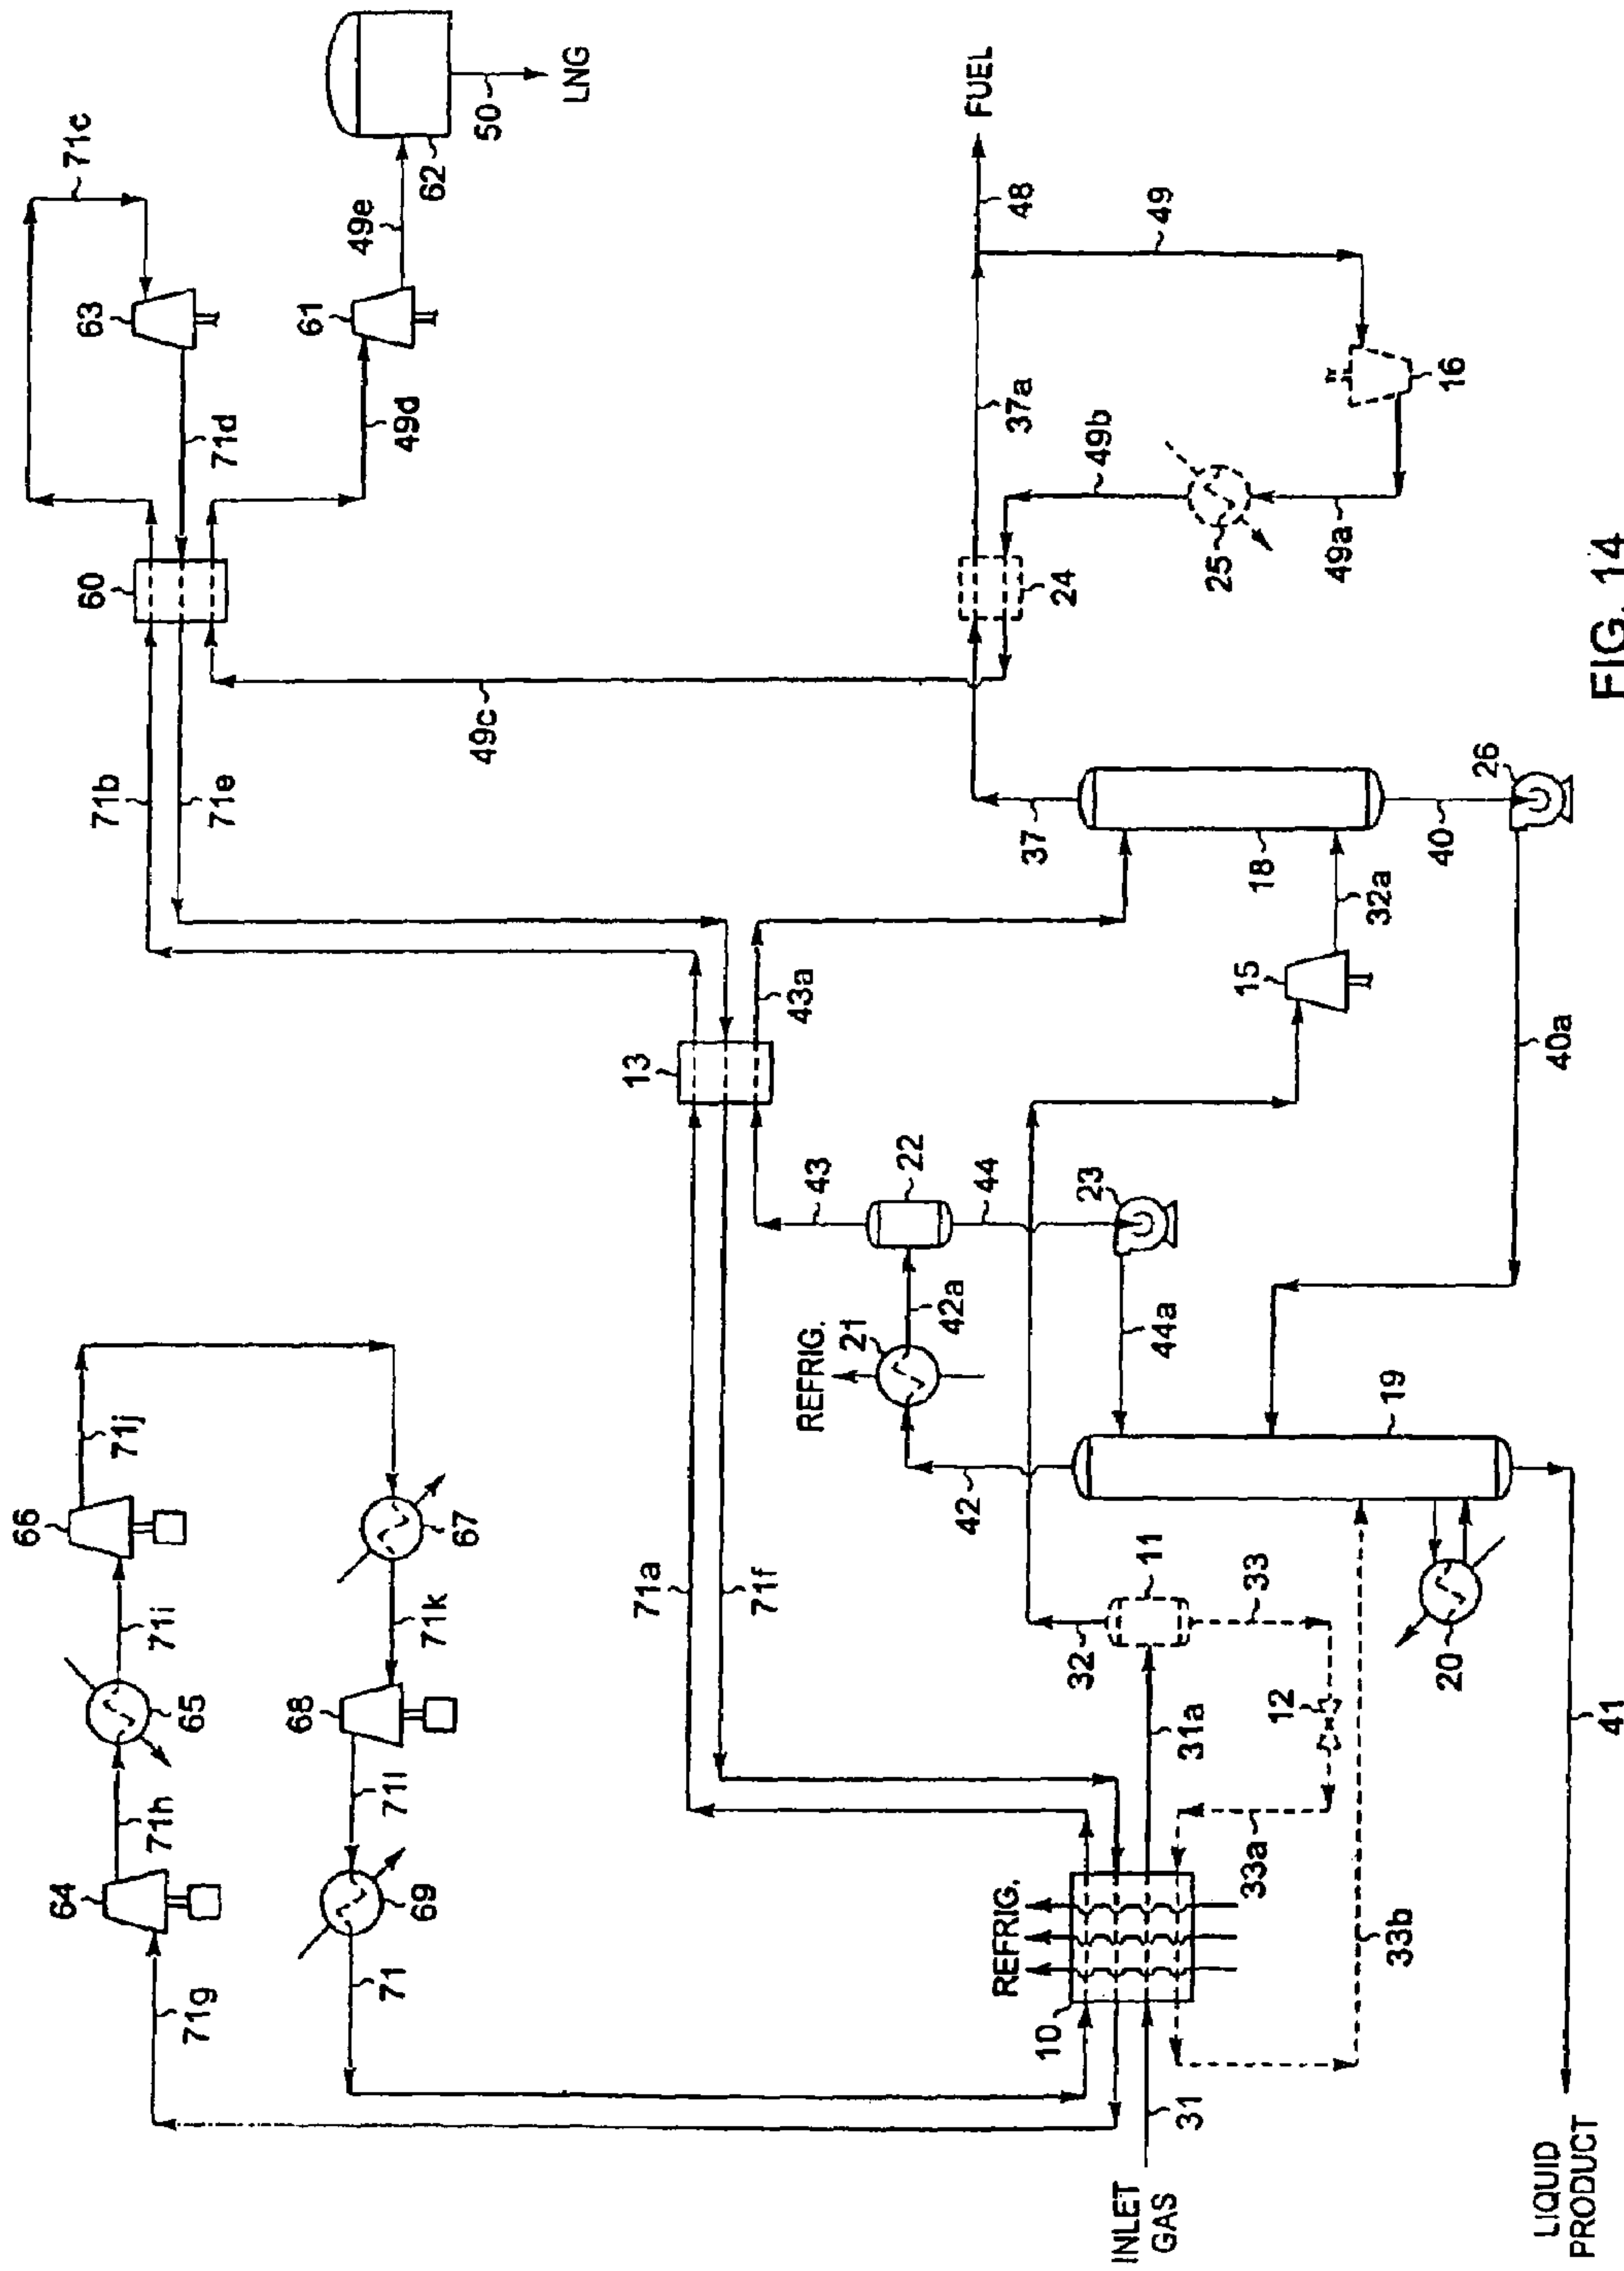 71g
64
71h
65
71i
66
71j
67
71k
68
71l
69
71
71a
71f
71b
71e
60
71d
63
71c
49d
61
49e
62
50
LNG
13
43a
49c
REFRIG.
21
42a
22
43
44
23
44a
42
32
11
33
31a
12
33a
33b
REFRIG.
10
31
INLET
GAS
19
20
41
LIQUID
PRODUCT
15
32a
18
37
40
26
40a
24
37a
48
FUEL
49
16
49a
25
49b
FIG. 14